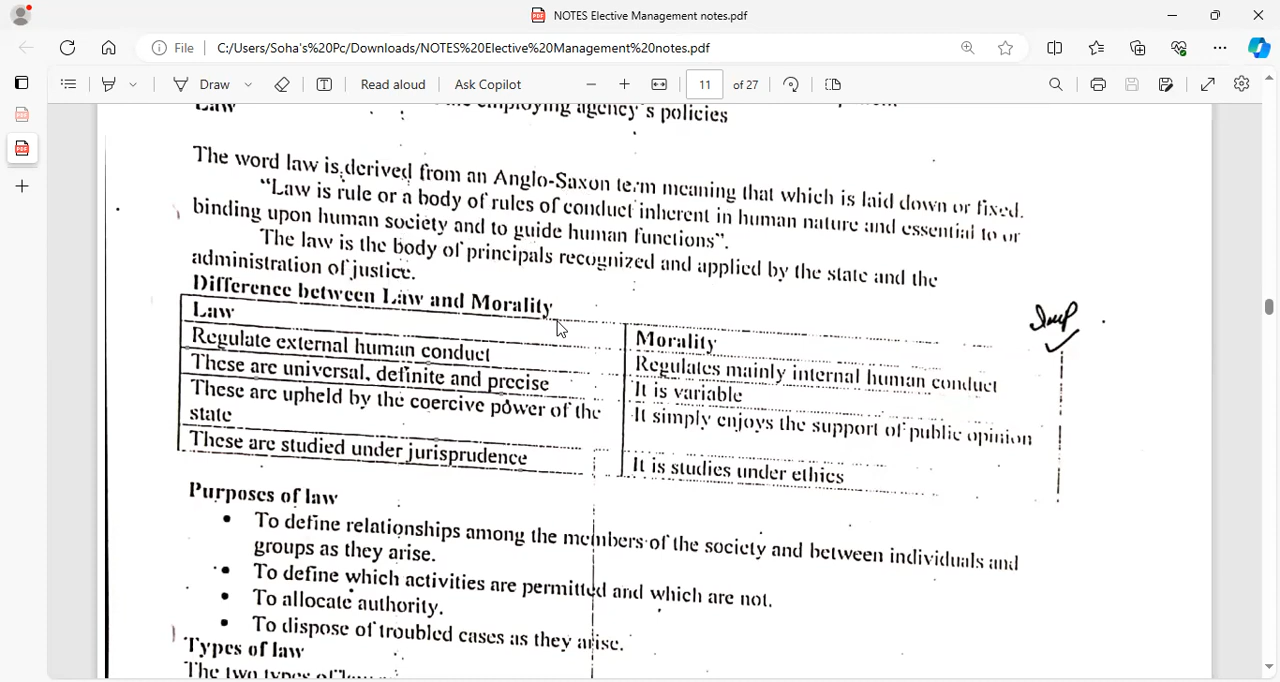 NOTES Elective Management notes.pdf
File C:/Users/Soha's%20Pc/Downloads/NOTES%20Elective%20Management%20notes.pdf
Draw Read aloud Ask Copilot 11 of 27
Law
the employing agency's policies
The word law is derived from an Anglo-Saxon term meaning that which is laid down or fixed.
"Law is rule or a body of rules of conduct inherent in human nature and essential to or
binding upon human society and to guide human functions".
The law is the body of principals recognized and applied by the state and the
administration of justice.
Difference between Law and Morality
Law Morality
Regulate external human conduct Regulates mainly internal human conduct
These are universal, definite and precise It is variable
These are upheld by the coercive power of the It simply enjoys the support of public opinion
state
These are studied under jurisprudence It is studies under ethics
Imp
Purposes of law
• To define relationships among the members of the society and between individuals and
groups as they arise.
• To define which activities are permitted and which are not.
• To allocate authority.
• To dispose of troubled cases as they arise.
Types of law
The two types of